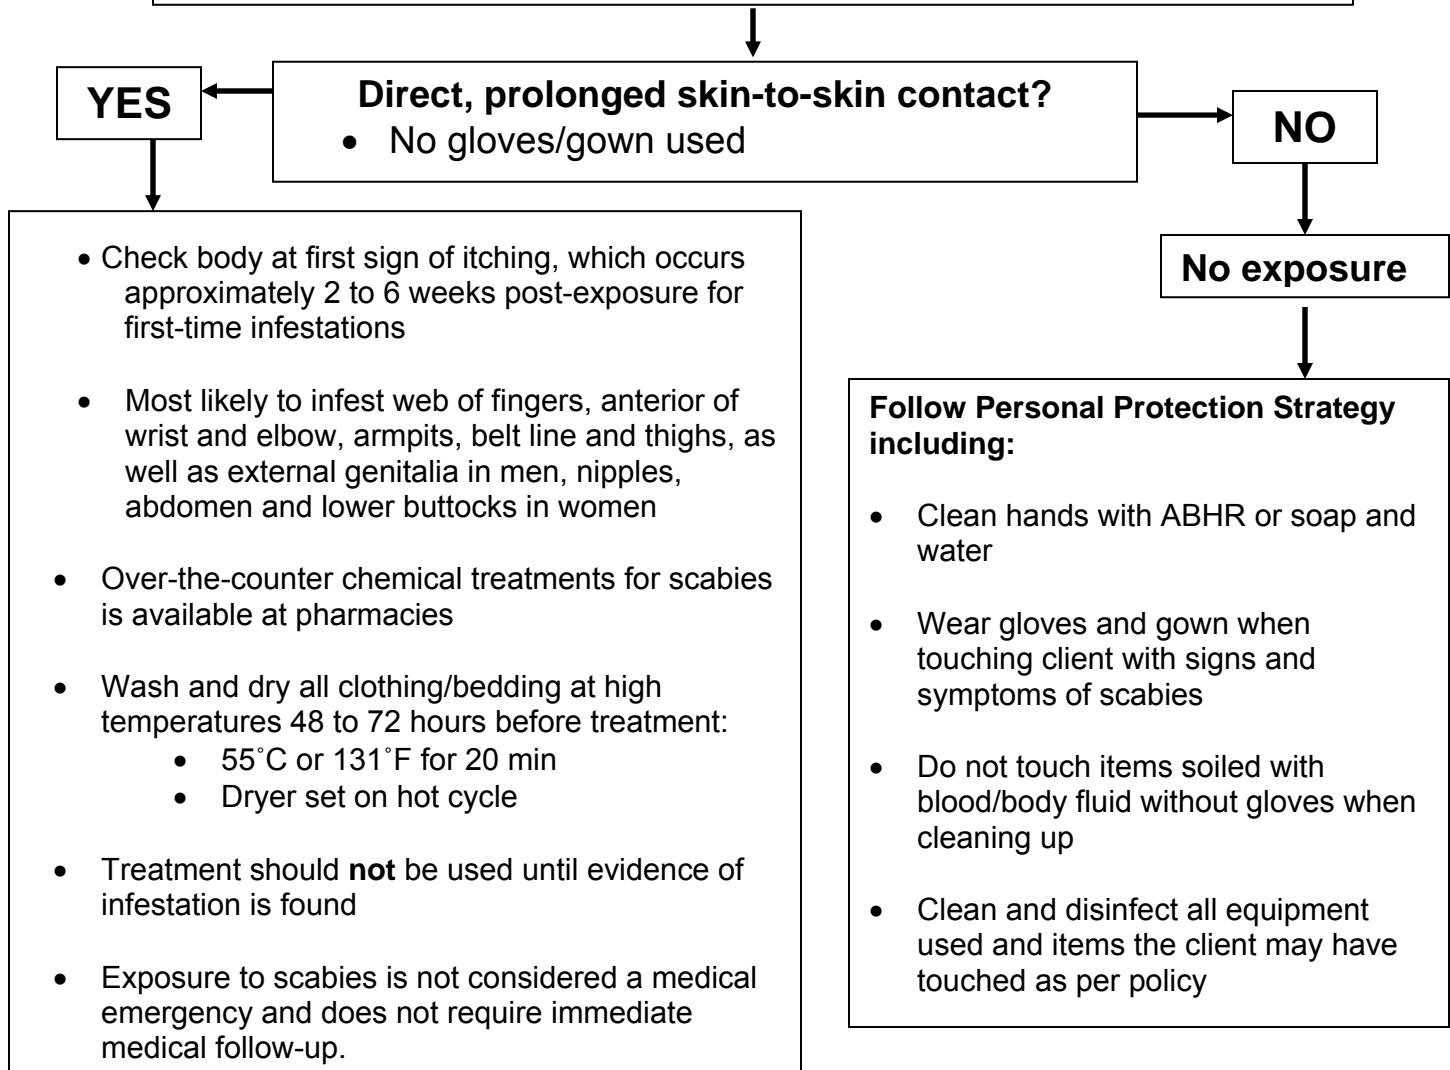 Direct, prolonged skin-to-skin contact?
• No gloves/gown used
YES
NO
• Check body at first sign of itching, which occurs
approximately 2 to 6 weeks post-exposure for
first-time infestations
• Most likely to infest web of fingers, anterior of
wrist and elbow, armpits, belt line and thighs, as
well as external genitalia in men, nipples,
abdomen and lower buttocks in women
• Over-the-counter chemical treatments for scabies
is available at pharmacies
• Wash and dry all clothing/bedding at high
temperatures 48 to 72 hours before treatment:
• 55˚C or 131˚F for 20 min
• Dryer set on hot cycle
• Treatment should not be used until evidence of
infestation is found
• Exposure to scabies is not considered a medical
emergency and does not require immediate
medical follow-up.
No exposure
Follow Personal Protection Strategy
including:
• Clean hands with ABHR or soap and
water
• Wear gloves and gown when
touching client with signs and
symptoms of scabies
• Do not touch items soiled with
blood/body fluid without gloves when
cleaning up
• Clean and disinfect all equipment
used and items the client may have
touched as per policy